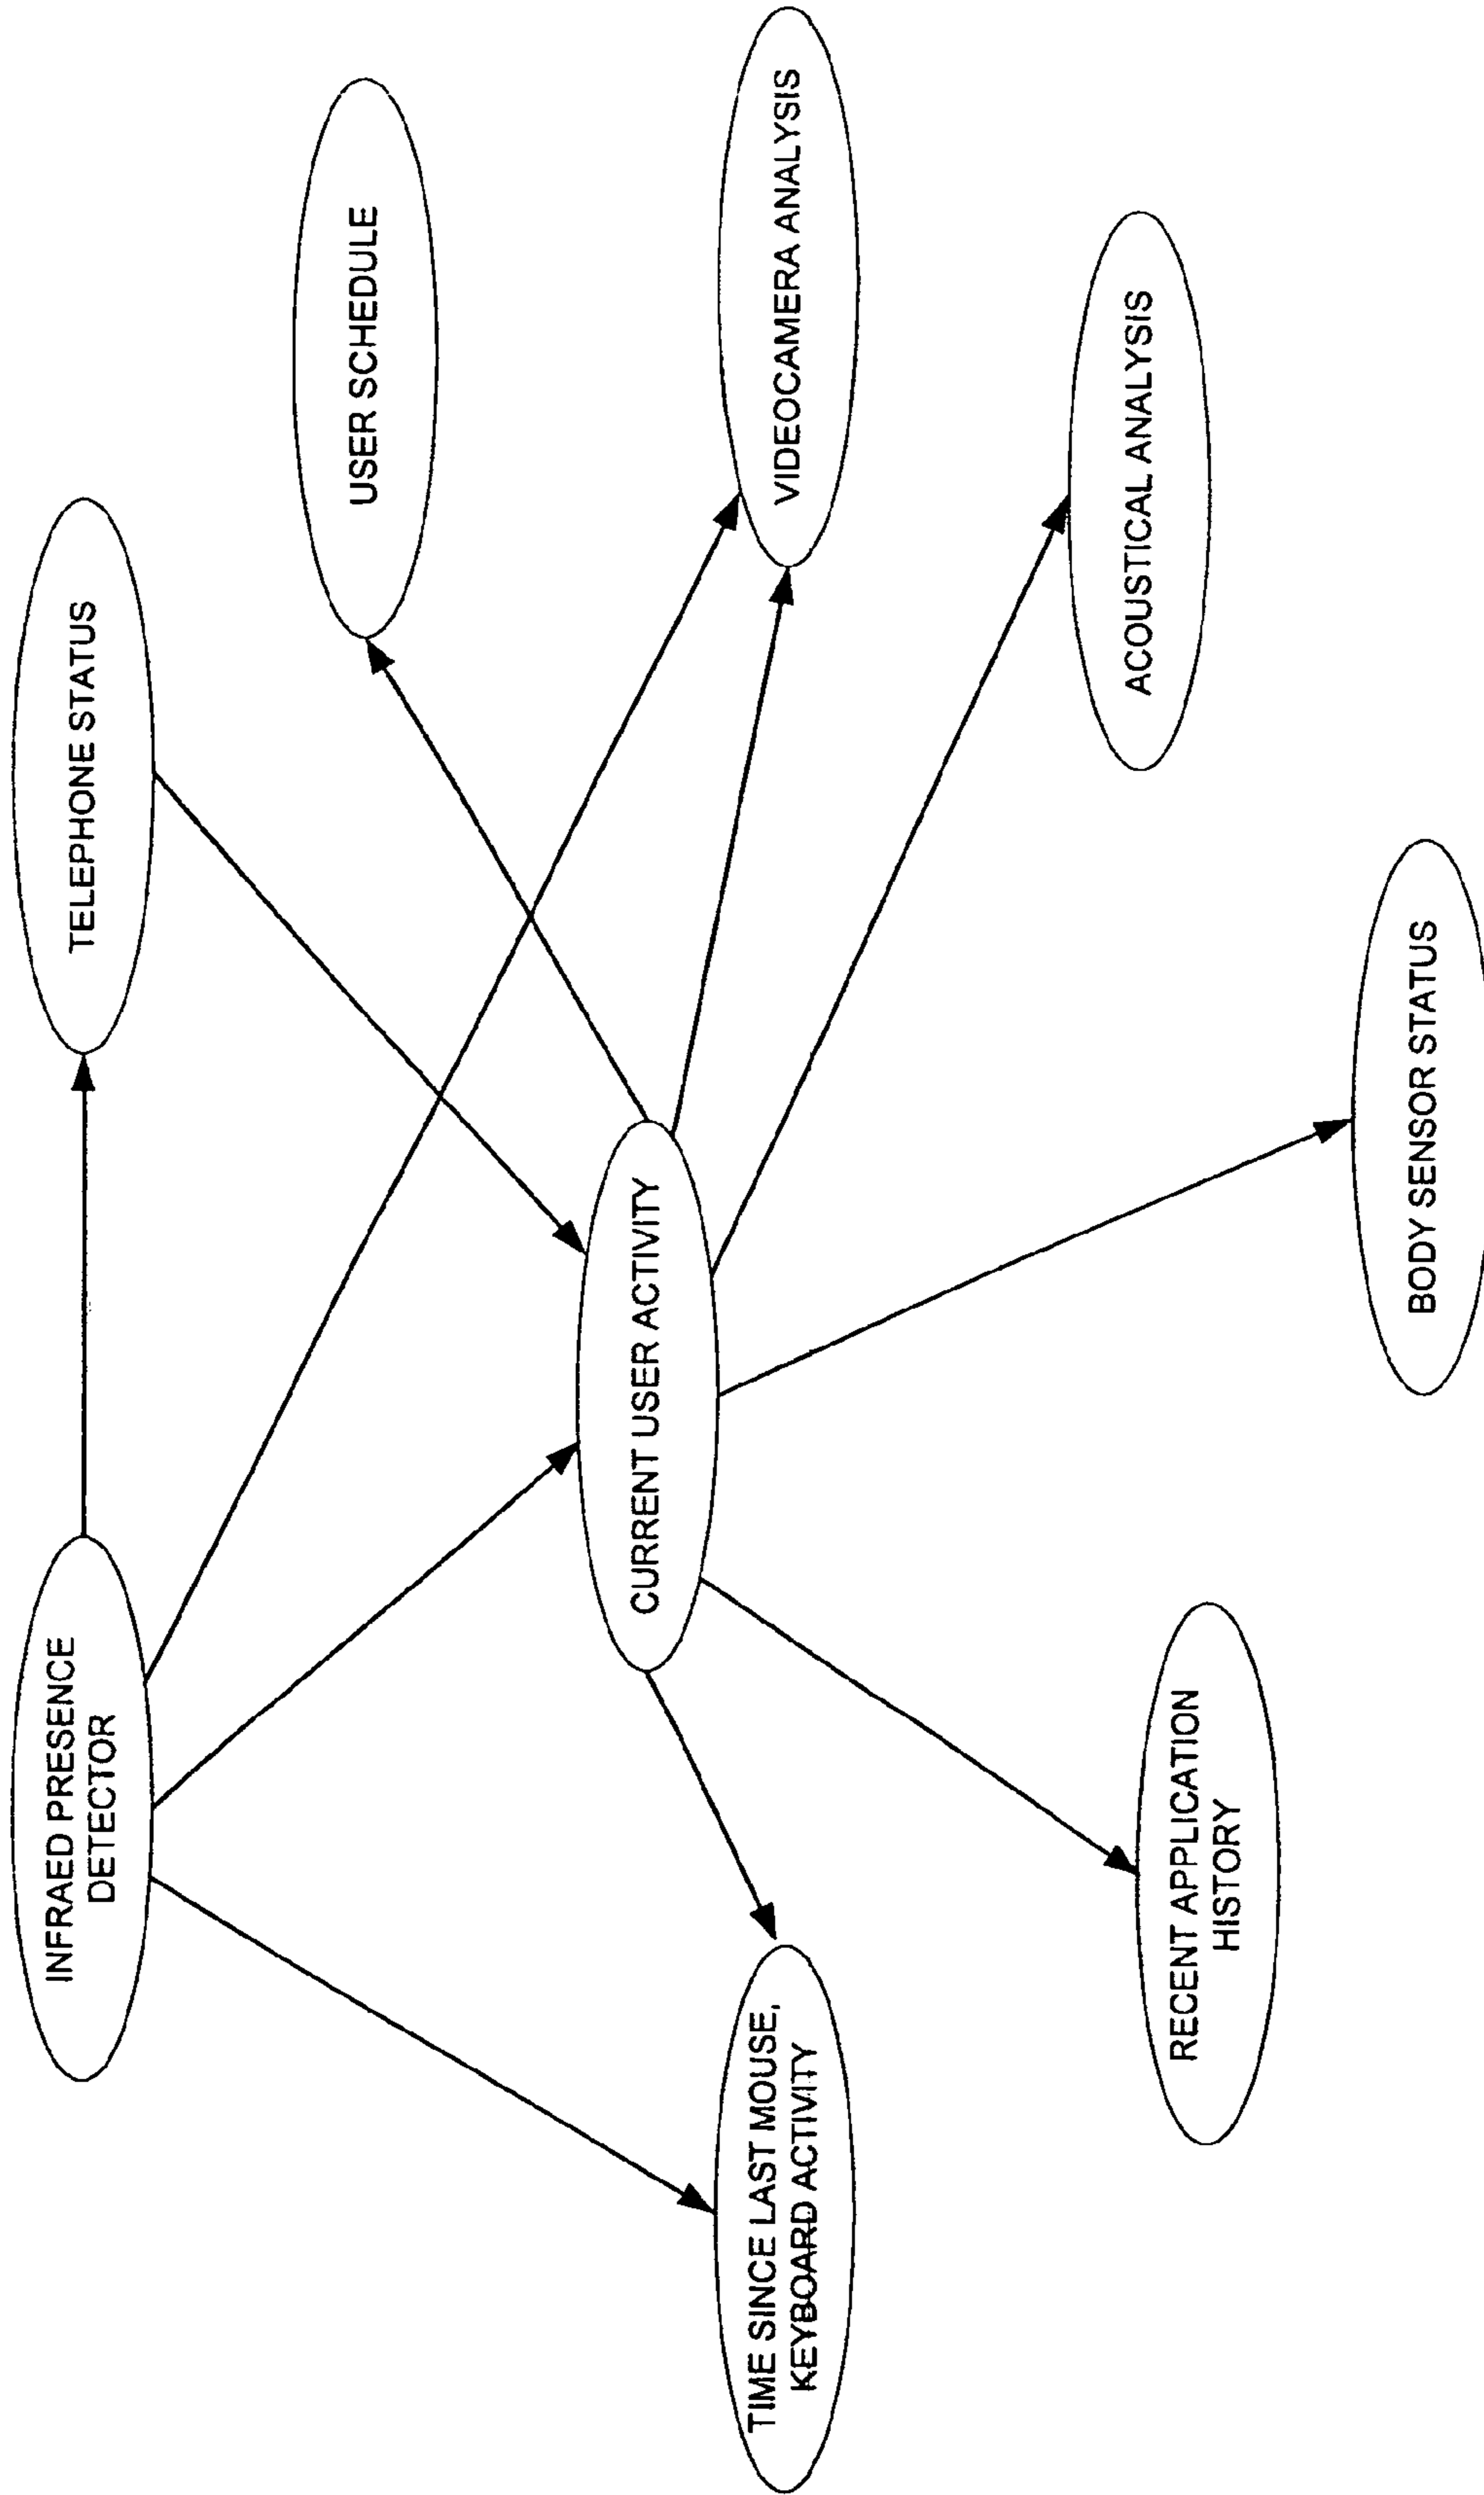 INFRAED PRESENCE
DETECTOR
TELEPHONE STATUS
USER SCHEDULE
CURRENT USER ACTIVITY
TIME SINCE LAST MOUSE,
KEYBOARD ACTIVITY
VIDEOCAMERA ANALYSIS
ACOUSTICAL ANALYSIS
RECENT APPLICATION
HISTORY
BODY SENSOR STATUS